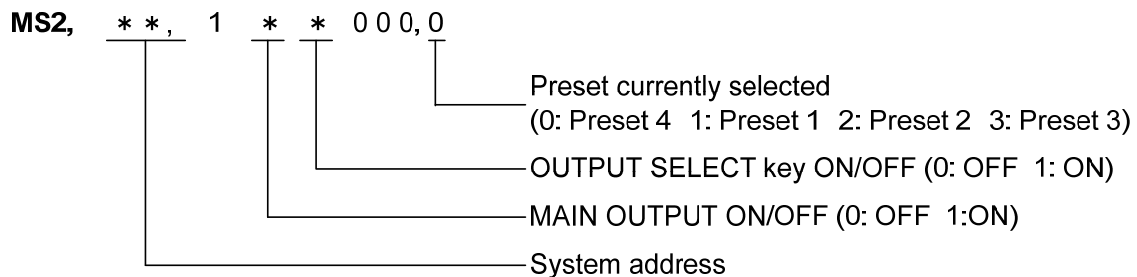 MS2, **, 1 * * 000,0
Preset currently selected
(0: Preset 4 1: Preset 1 2: Preset 2 3: Preset 3)
OUTPUT SELECT key ON/OFF (0: OFF 1: ON)
MAIN OUTPUT ON/OFF (0: OFF 1:ON)
System address